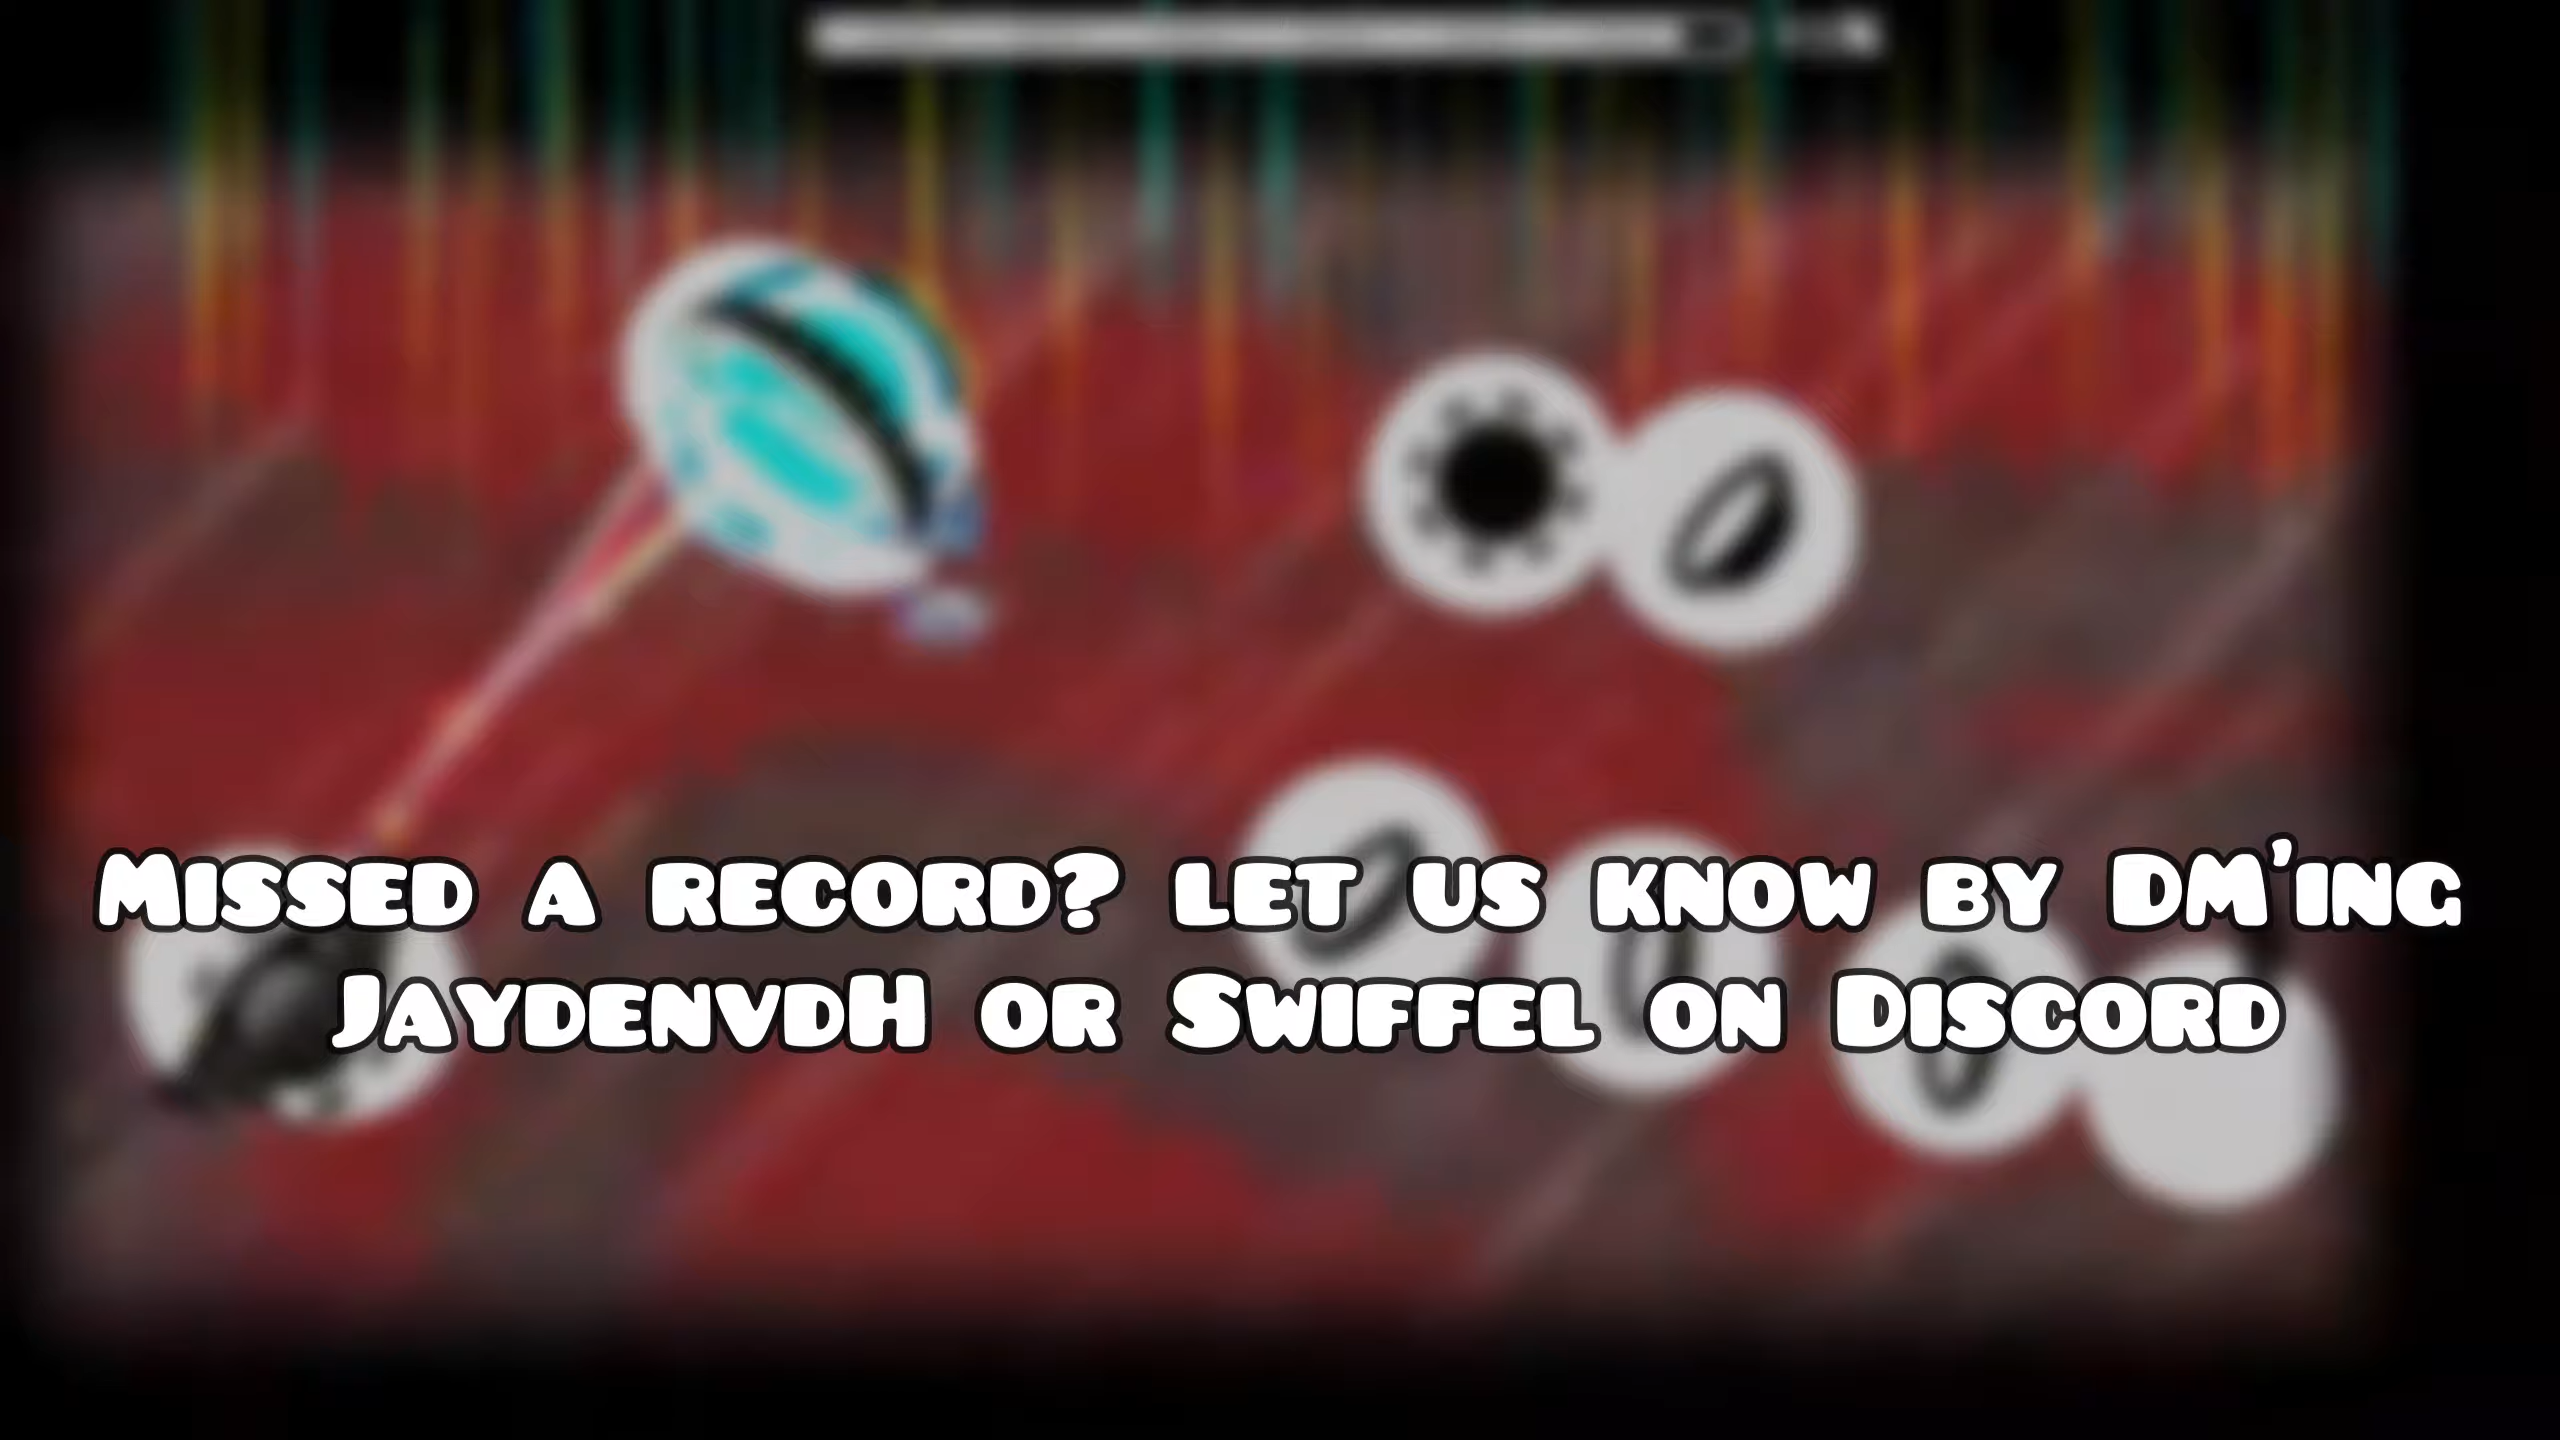 Missed a record? let us know by DM'ing
JaydenvdH or Swiffel on Discord